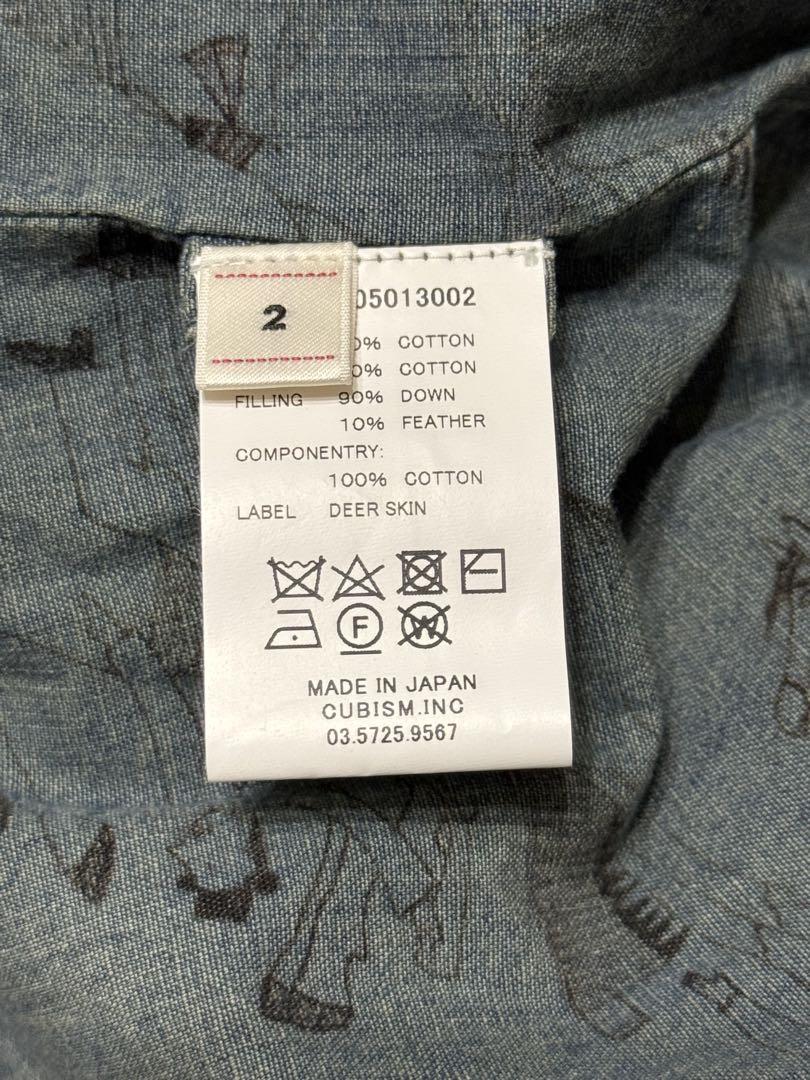 2
05013002
0% COTTON
0% COTTON
FILLING 90% DOWN
10% FEATHER
COMPONENTRY:
100% COTTON
LABEL DEER SKIN
F W
MADE IN JAPAN
CUBISM.INC
03.5725.9567